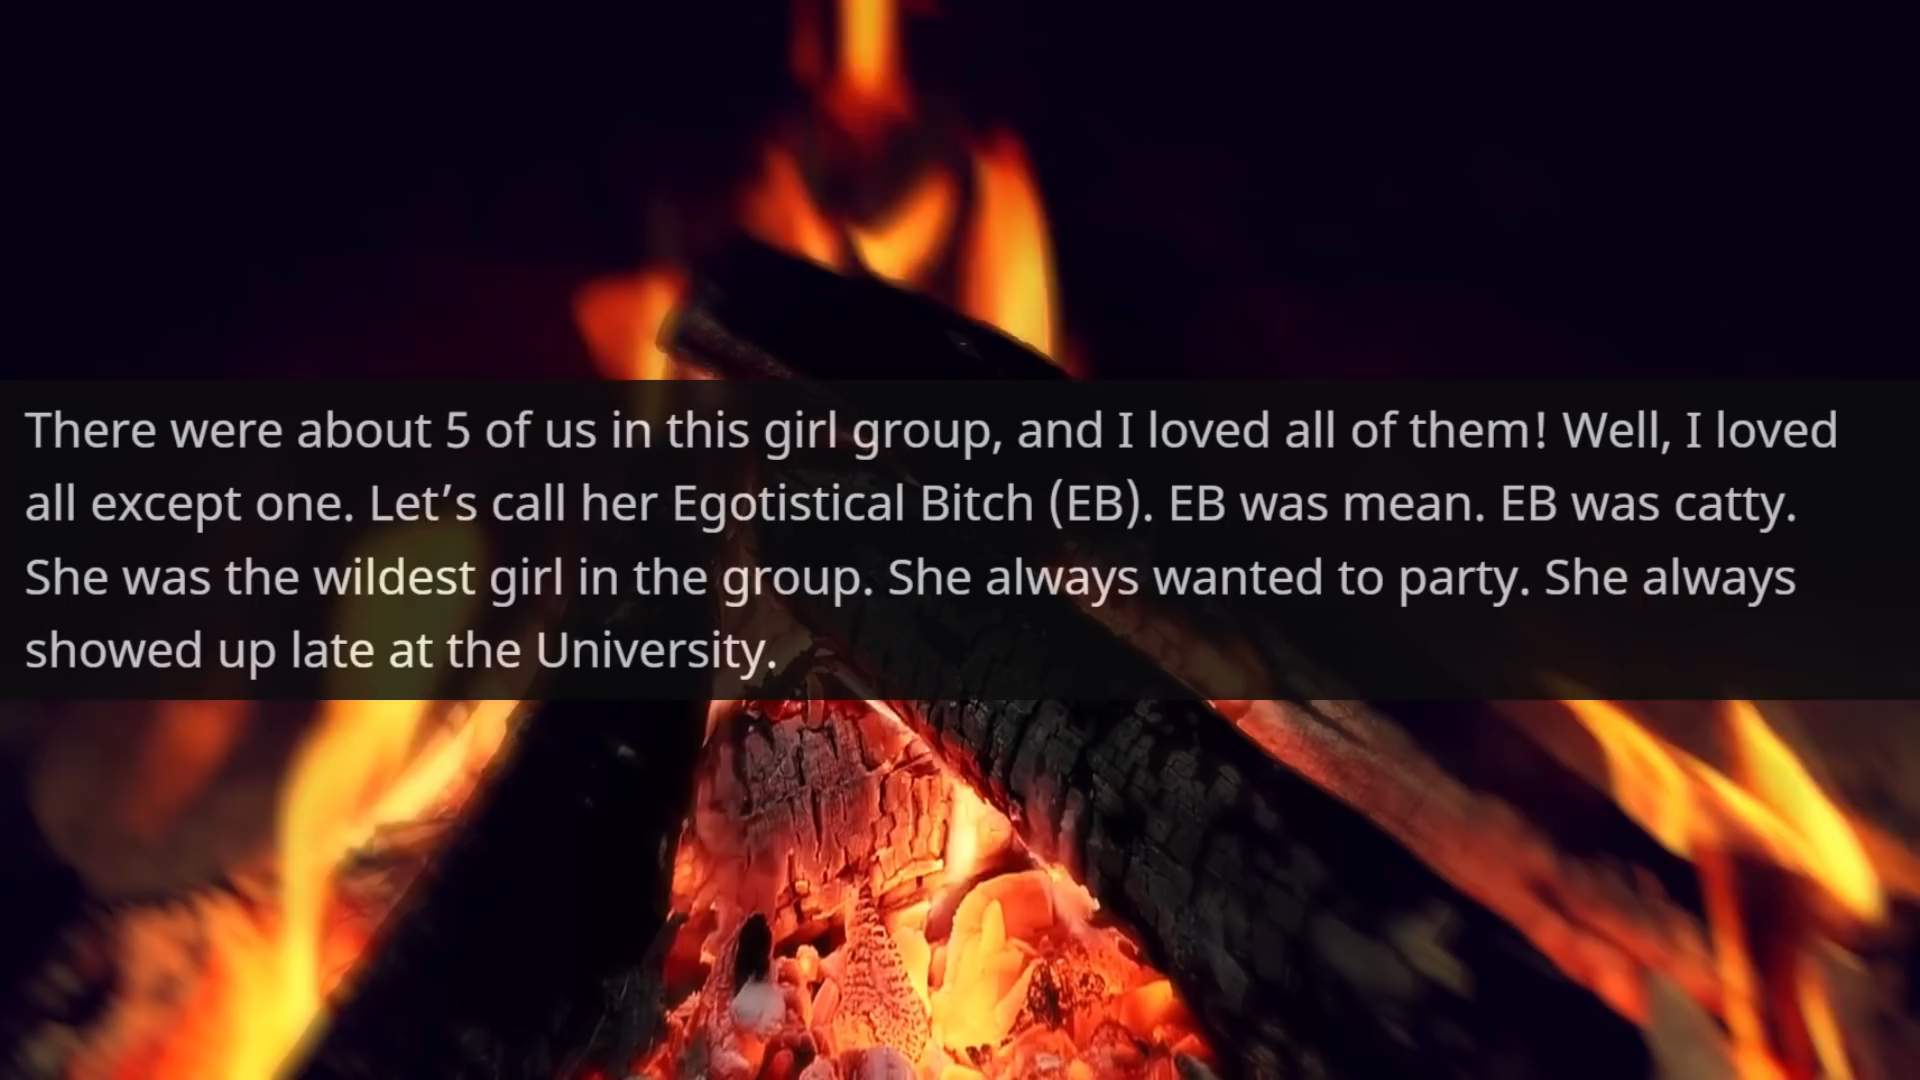 There were about 5 of us in this girl group, and I loved all of them! Well, I loved
all except one. Let’s call her Egotistical Bitch (EB). EB was mean. EB was catty.
She was the wildest girl in the group. She always wanted to party. She always
showed up late at the University.